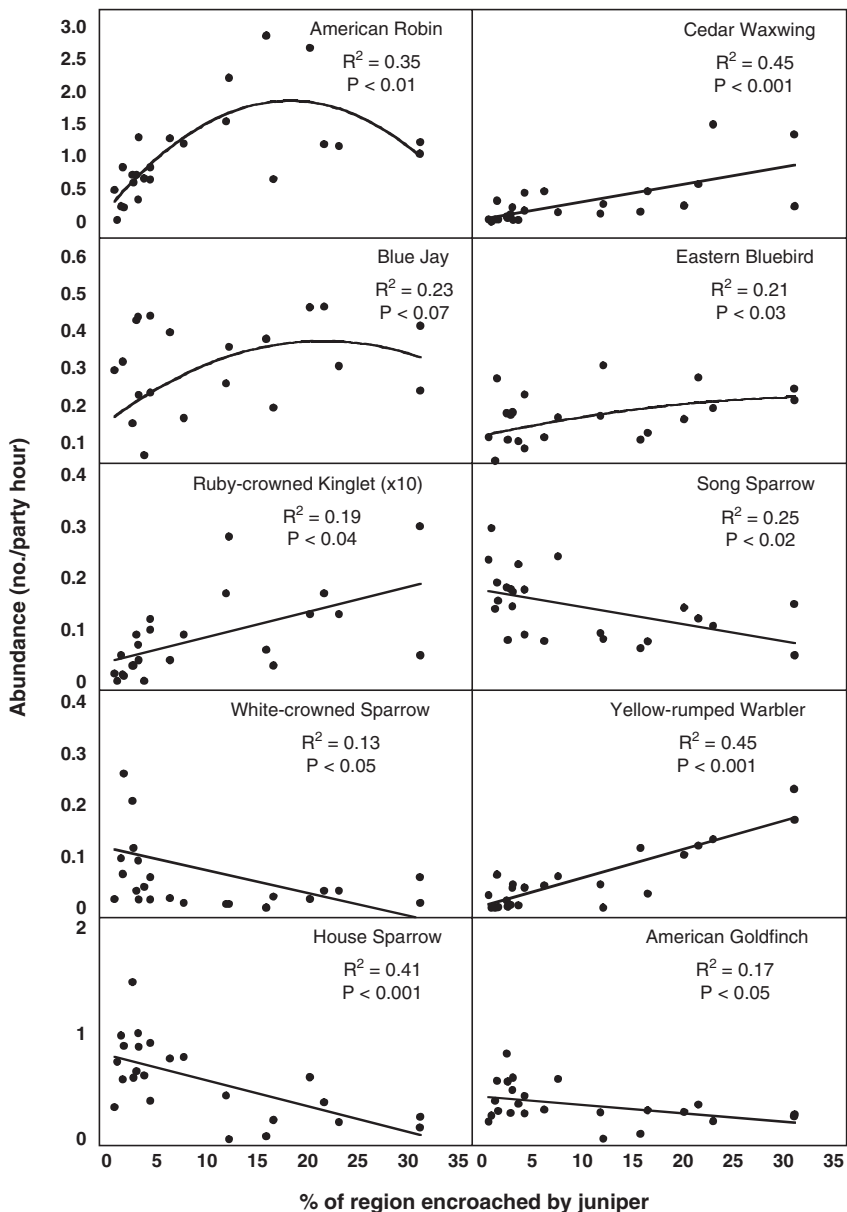 American Robin
R² = 0.35
P < 0.01
3.0
2.5
2.0
1.5
1.0
0.5
0
Cedar Waxwing
R² = 0.45
P < 0.001
Blue Jay
R² = 0.23
P < 0.07
0.6
0.5
0.4
0.3
0.2
0.1
Eastern Bluebird
R² = 0.21
P < 0.03
Ruby-crowned Kinglet (x10)
R² = 0.19
P < 0.04
0.4
0.3
0.2
0.1
0
Song Sparrow
R² = 0.25
P < 0.02
White-crowned Sparrow
R² = 0.13
P < 0.05
0.4
0.3
0.2
0.1
0
Yellow-rumped Warbler
R² = 0.45
P < 0.001
House Sparrow
R² = 0.41
P < 0.001
2
1
0
American Goldfinch
R² = 0.17
P < 0.05
0 5 10 15 20 25 30 35
0 5 10 15 20 25 30 35
Abundance (no./party hour)
% of region encroached by juniper